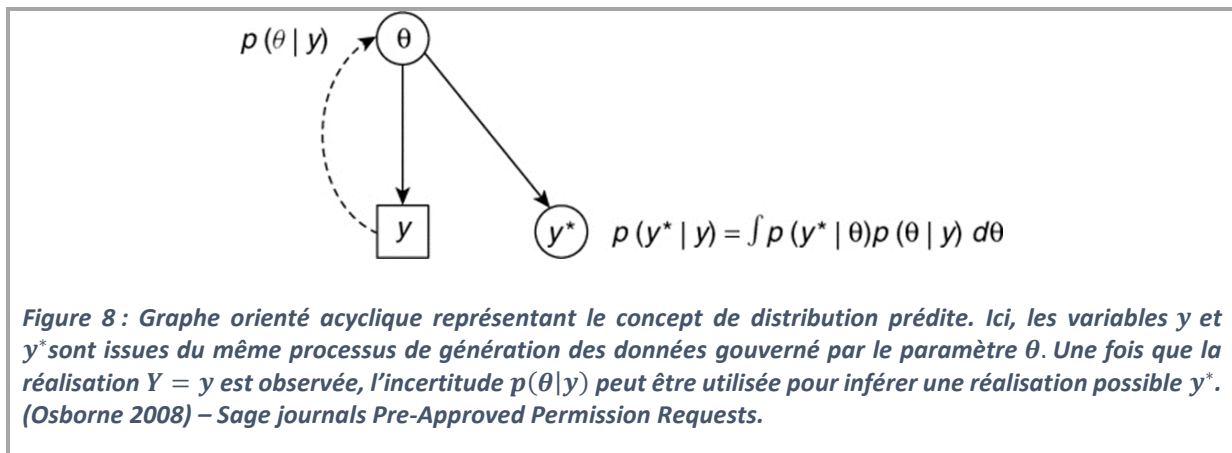 p (θ | y)
θ
y
y*
p (y* | y) = ∫ p (y* | θ)p (θ | y) dθ
Figure 8 : Graphe orienté acyclique représentant le concept de distribution prédite. Ici, les variables y et
y*sont issues du même processus de génération des données gouverné par le paramètre θ. Une fois que la
réalisation Y = y est observée, l’incertitude p(θ|y) peut être utilisée pour inférer une réalisation possible y*.
(Osborne 2008) – Sage journals Pre-Approved Permission Requests.